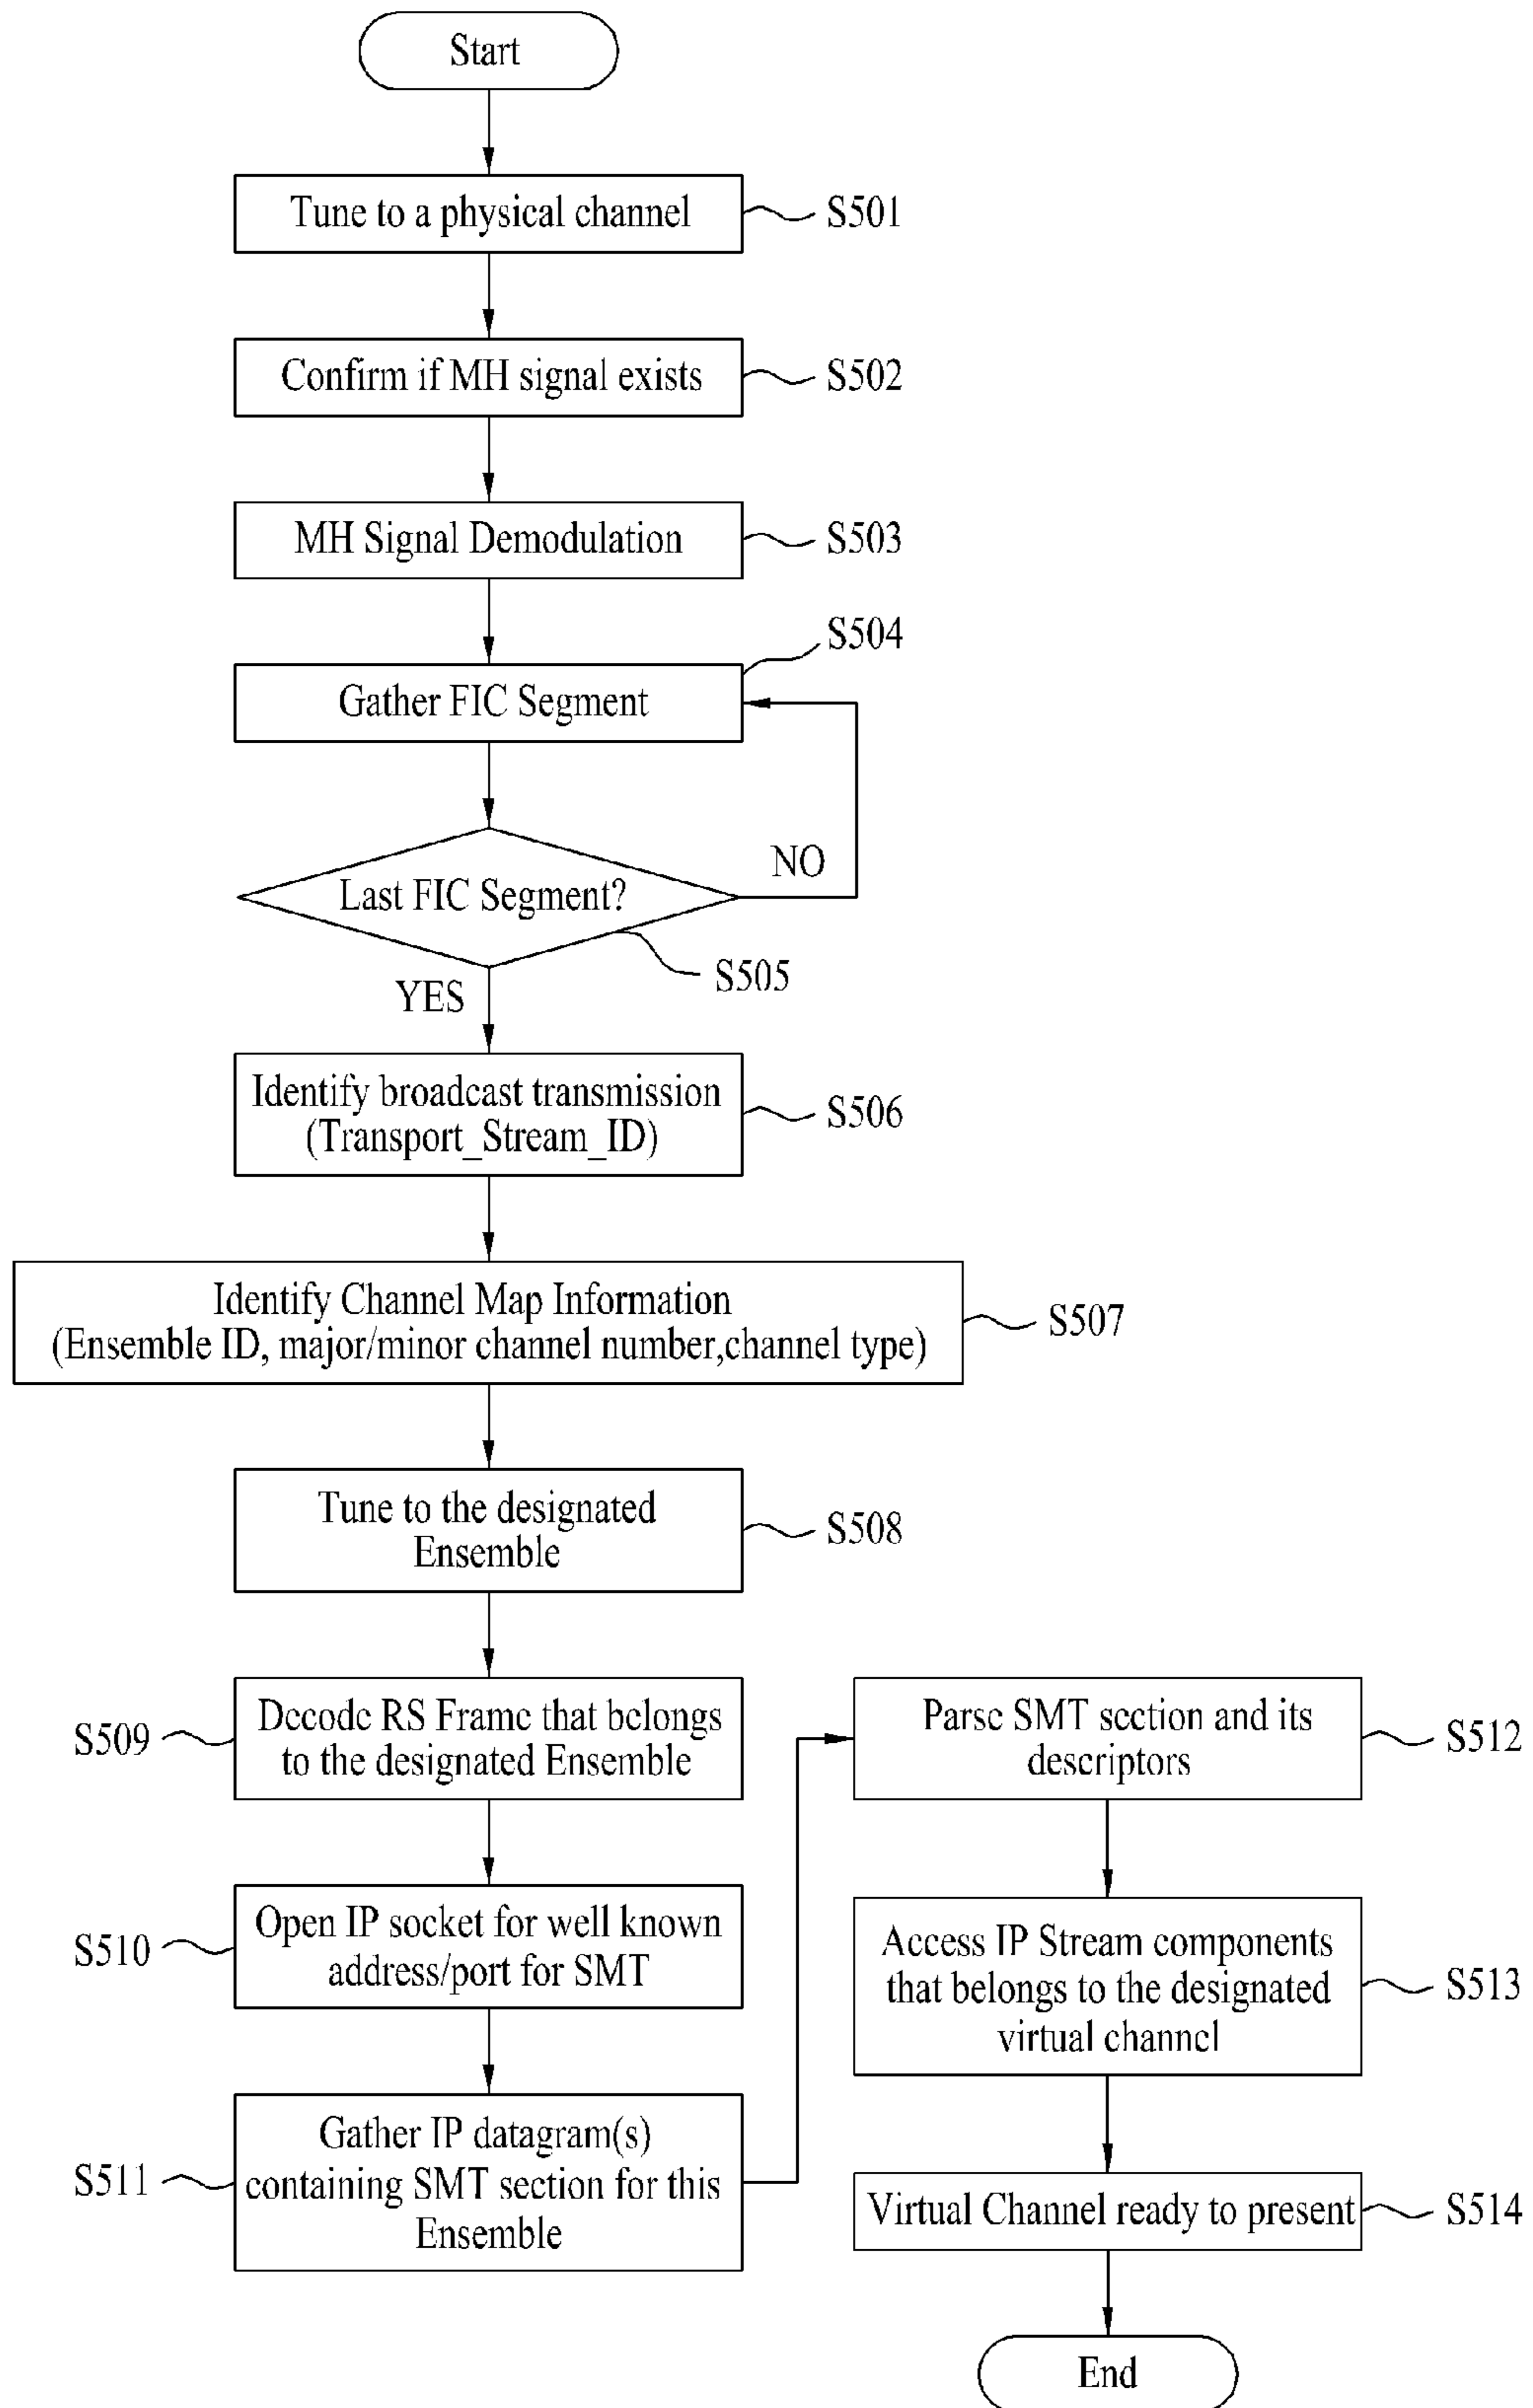 Start
Tune to a physical channel
S501
Confirm if MH signal exists
S502
MH Signal Demodulation
S503
S504
Gather FIC Segment
NO
Last FIC Segment?
S505
YES
Identify broadcast transmission
(Transport_Stream_ID)
S506
Identify Channel Map Information
(Ensemble ID, major/minor channel number,channel type)
S507
Tune to the designated
Ensemble
S508
S509
Decode RS Frame that belongs
to the designated Ensemble
S510
Open IP socket for well known
address/port for SMT
S511
Gather IP datagram(s)
containing SMT section for this
Ensemble
Parse SMT section and its
descriptors
S512
Access IP Stream components
that belongs to the designated
virtual channel
S513
Virtual Channel ready to present
S514
End